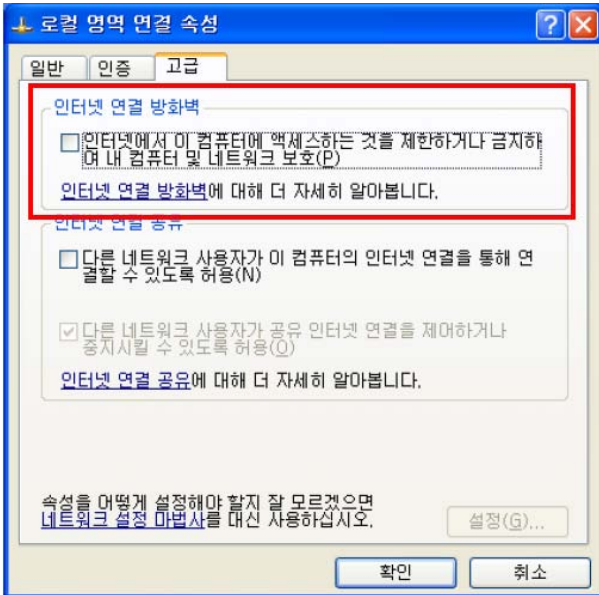 로컬 영역 연결 속성
일반 인증 고급
인터넷 연결 방화벽
인터넷에서 이 컴퓨터에 액세스하는 것을 제한하거나 금지하
여 내 컴퓨터 및 네트워크 보호(P)
인터넷 연결 방화벽에 대해 더 자세히 알아봅니다.
인터넷 연결 공유
다른 네트워크 사용자가 이 컴퓨터의 인터넷 연결을 통해 연
결할 수 있도록 허용(N)
다른 네트워크 사용자가 공유 인터넷 연결을 제어하거나
중지시킬 수 있도록 허용(O)
인터넷 연결 공유에 대해 더 자세히 알아봅니다.
속성을 어떻게 설정해야 할지 잘 모르겠으면
네트워크 설정 마법사를 대신 사용하십시오.
설정(G)...
확인 취소